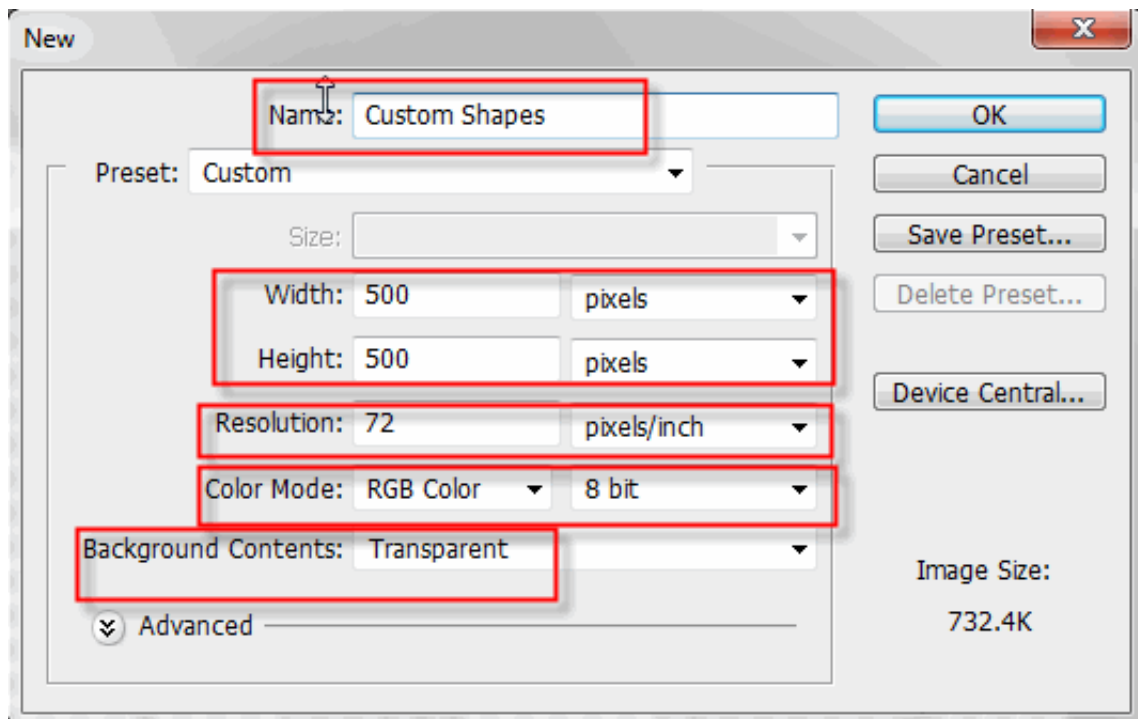 New
Name: Custom Shapes
OK
Preset: Custom
Cancel
Size:
Save Preset...
Width: 500 pixels
Delete Preset...
Height: 500 pixels
Device Central...
Resolution: 72 pixels/inch
Color Mode: RGB Color 8 bit
Background Contents: Transparent
Image Size:
Advanced
732.4K